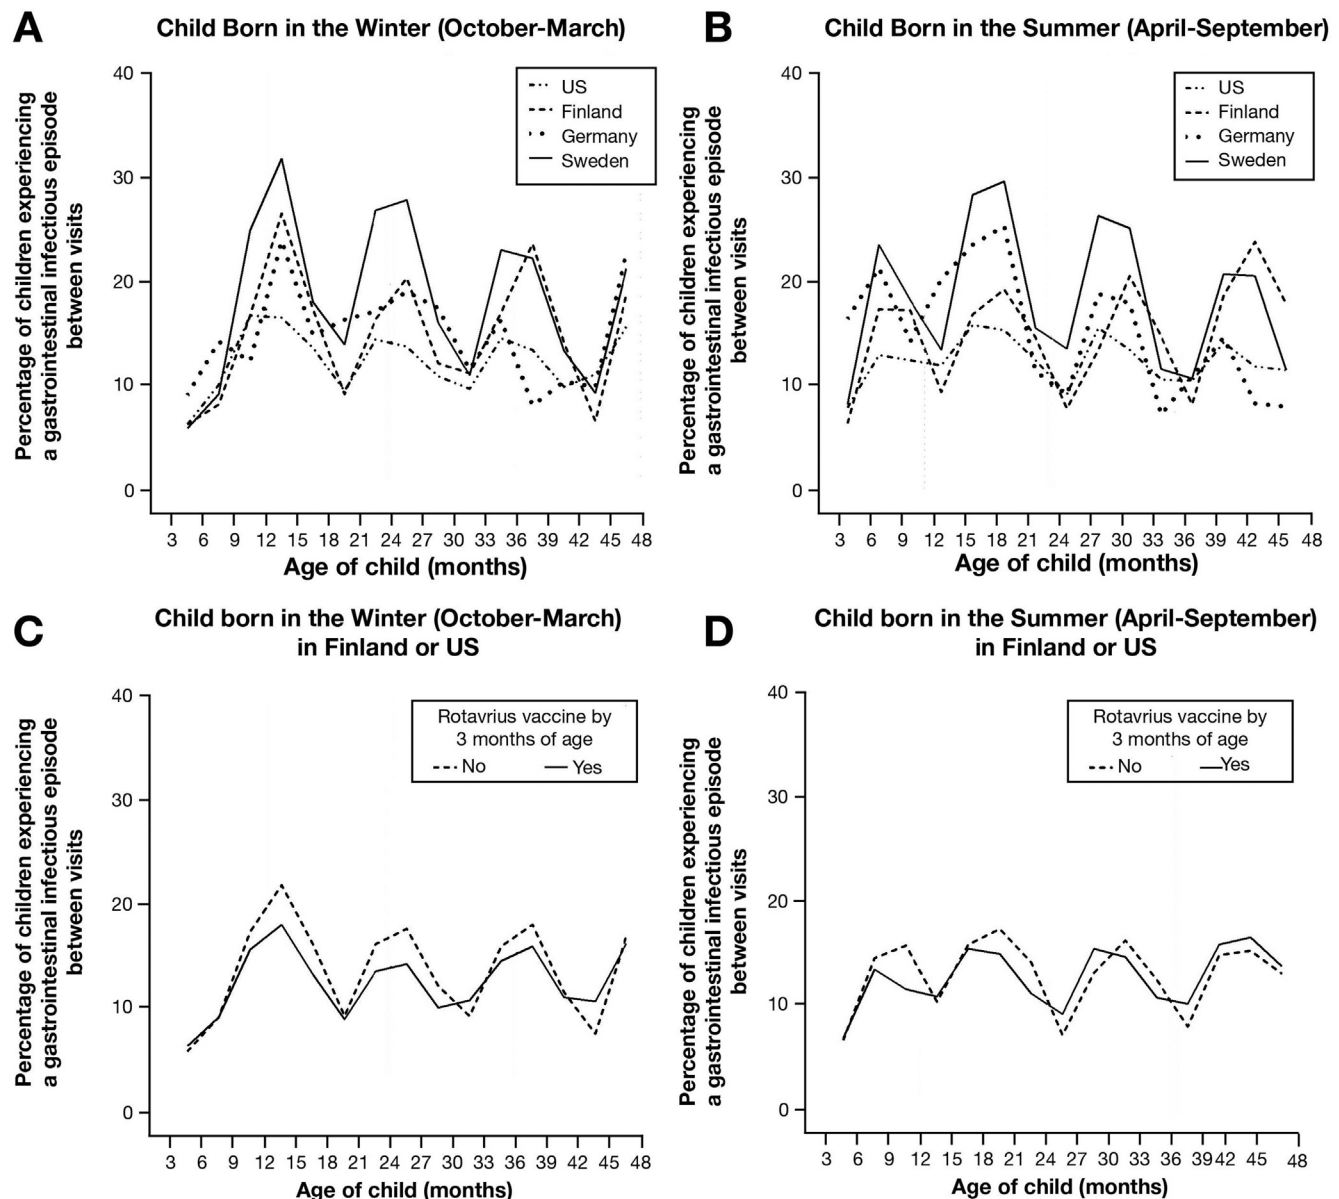 A
Child Born in the Winter (October-March)
Percentage of children experiencing
a gastrointestinal infectious episode
between visits
40
30
20
10
0
US
Finland
Germany
Sweden
3 6 9 12 15 18 21 24 27 30 33 36 39 42 45 48
Age of child (months)
B
Child Born in the Summer (April-September)
Percentage of children experiencing
a gastrointestinal infectious episode
between visits
40
30
20
10
0
US
Finland
Germany
Sweden
3 6 9 12 15 18 21 24 27 30 33 36 39 42 45 48
Age of child (months)
C
Child born in the Winter (October-March)
in Finland or US
Percentage of children experiencing
a gastrointestinal infectious episode
between visits
40
30
20
10
0
Rotavrius vaccine by
3 months of age
No Yes
3 6 9 12 15 18 21 24 27 30 33 36 39 42 45 48
Age of child (months)
D
Child born in the Summer (April-September)
in Finland or US
Percentage of children experiencing
a gastrointestinal infectious episode
between visits
40
30
20
10
0
Rotavrius vaccine by
3 months of age
No Yes
3 6 9 12 15 18 21 24 27 30 33 36 39 42 45 48
Age of child (months)